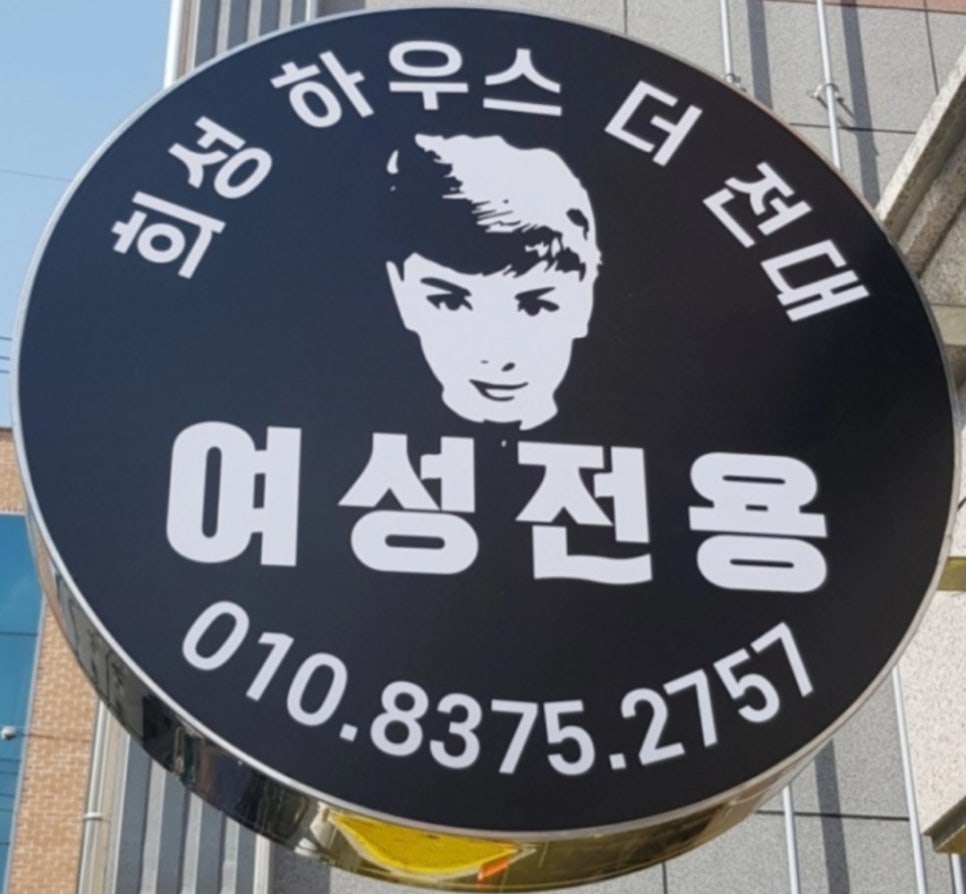 희성 하우스 더 전대
여성전용
010.8375.2757